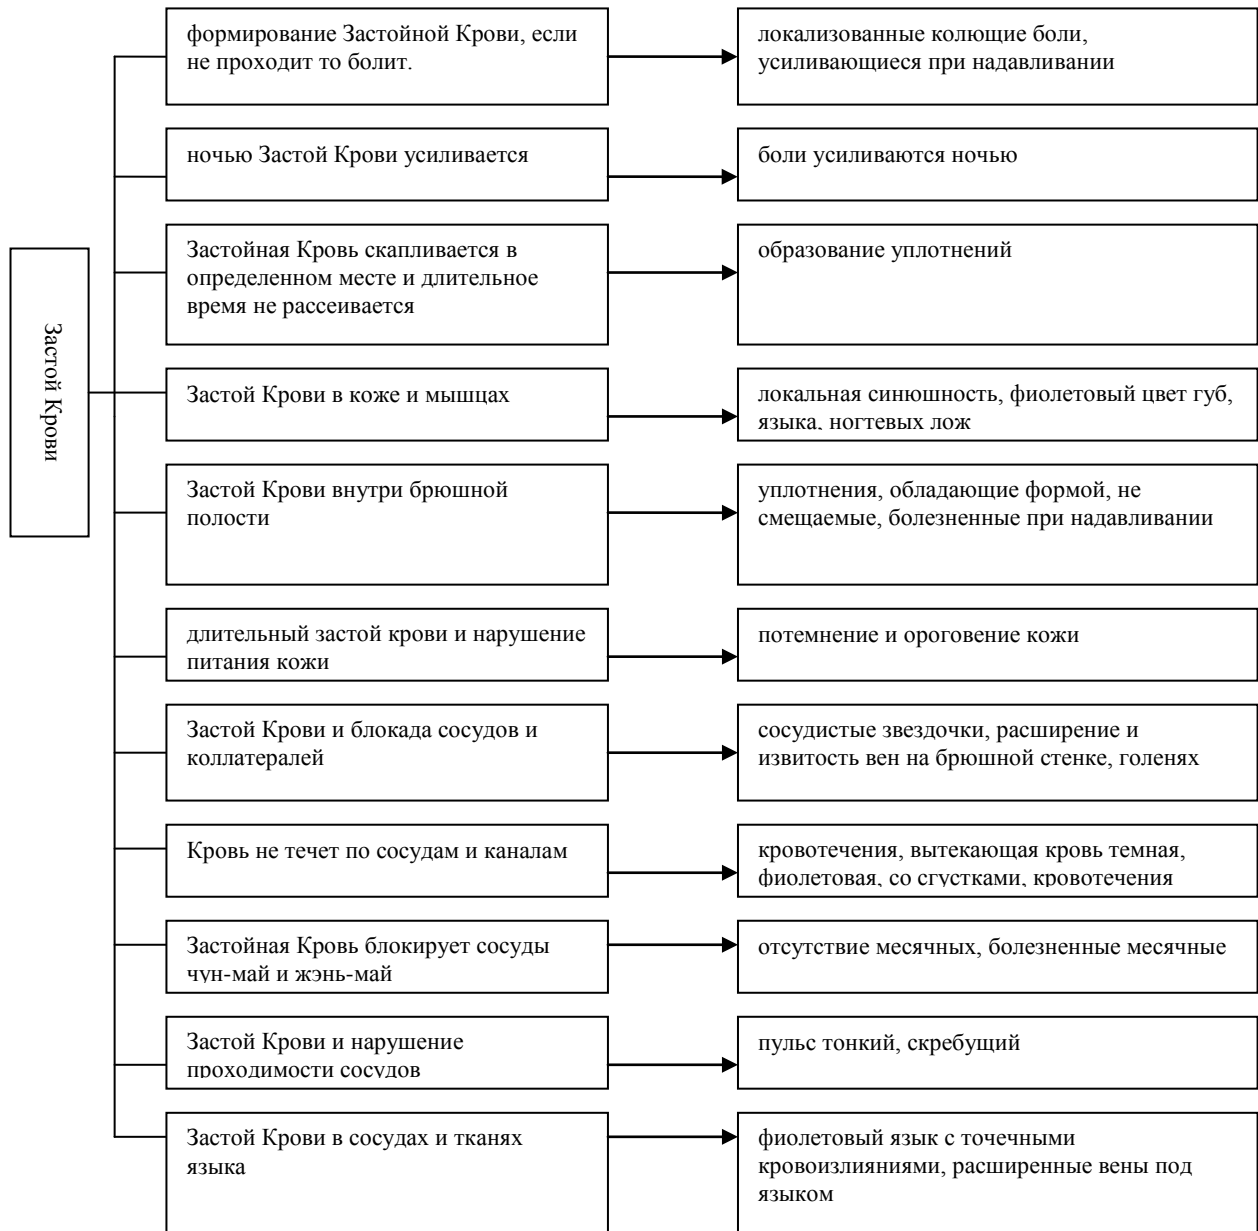 формирование Застойной Крови, если
не проходит то болит.
локализованные колющие боли,
усиливающиеся при надавливании
ночью Застой Крови усиливается
боли усиливаются ночью
Застойная Кровь скапливается в
определенном месте и длительное
время не рассеивается
образование уплотнений
Застой Крови
Застой Крови в коже и мышцах
локальная синюшность, фиолетовый цвет губ,
языка, ногтевых лож
Застой Крови внутри брюшной
полости
уплотнения, обладающие формой, не
смещаемые, болезненные при надавливании
длительный застой крови и нарушение
питания кожи
потемнение и ороговение кожи
Застой Крови и блокада сосудов и
коллатералей
сосудистые звездочки, расширение и
извитость вен на брюшной стенке, голенях
Кровь не течет по сосудам и каналам
кровотечения, вытекающая кровь темная,
фиолетовая, со сгустками, кровотечения
Застойная Кровь блокирует сосуды
чун-май и жэнь-май
отсутствие месячных, болезненные месячные
Застой Крови и нарушение
проходимости сосудов
пульс тонкий, скребущий
Застой Крови в сосудах и тканях
языка
фиолетовый язык с точечными
кровоизлияниями, расширенные вены под
языком